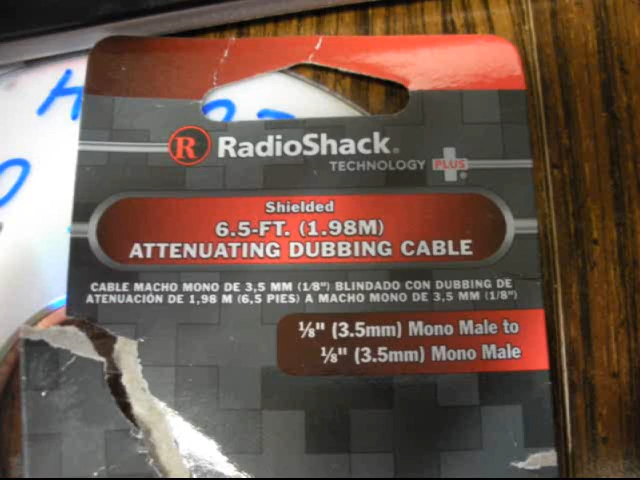 R RadioShack®
TECHNOLOGY PLUS
Shielded
6.5-FT. (1.98M)
ATTENUATING DUBBING CABLE
CABLE MACHO MONO DE 3,5 MM (1/8") BLINDADO CON DUBBING DE
ATENUACIÓN DE 1,98 M (6,5 PIES) A MACHO MONO DE 3,5 MM (1/8")
⅛" (3.5mm) Mono Male to
⅛" (3.5mm) Mono Male